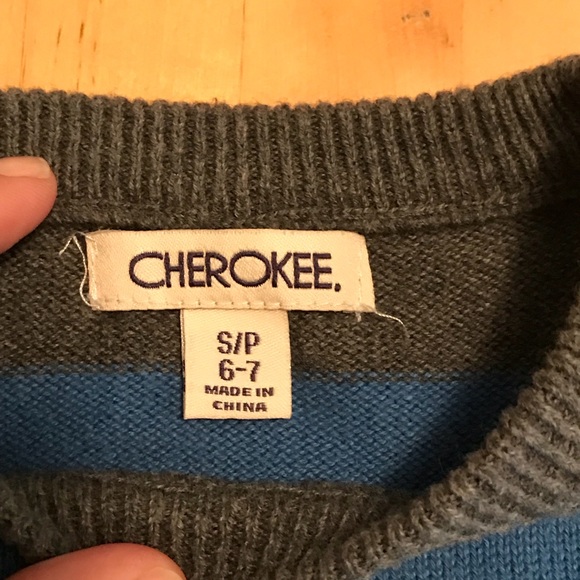 CHEROKEE.
S/P
6-7
MADE IN
CHINA